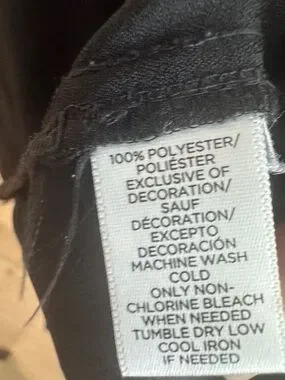 100% POLYESTER/
POLIÉSTER
EXCLUSIVE OF
DECORATION/
SAUF
DÉCORATION/
EXCEPTO
DECORACIÓN
MACHINE WASH
COLD
ONLY NON-
CHLORINE BLEACH
WHEN NEEDED
TUMBLE DRY LOW
COOL IRON
IF NEEDED